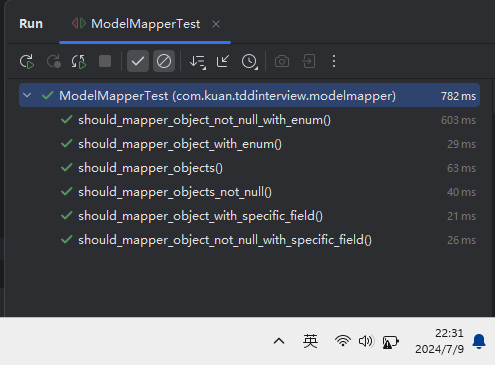 Run ModelMapperTest
ModelMapperTest (com.kuan.tddinterview.modelmapper) 782 ms
should_mapper_object_not_null_with_enum() 603 ms
should_mapper_object_with_enum() 29 ms
should_mapper_objects() 63 ms
should_mapper_objects_not_null() 40 ms
should_mapper_object_with_specific_field() 21 ms
should_mapper_object_not_null_with_specific_field() 26 ms
英 22:31
2024/7/9